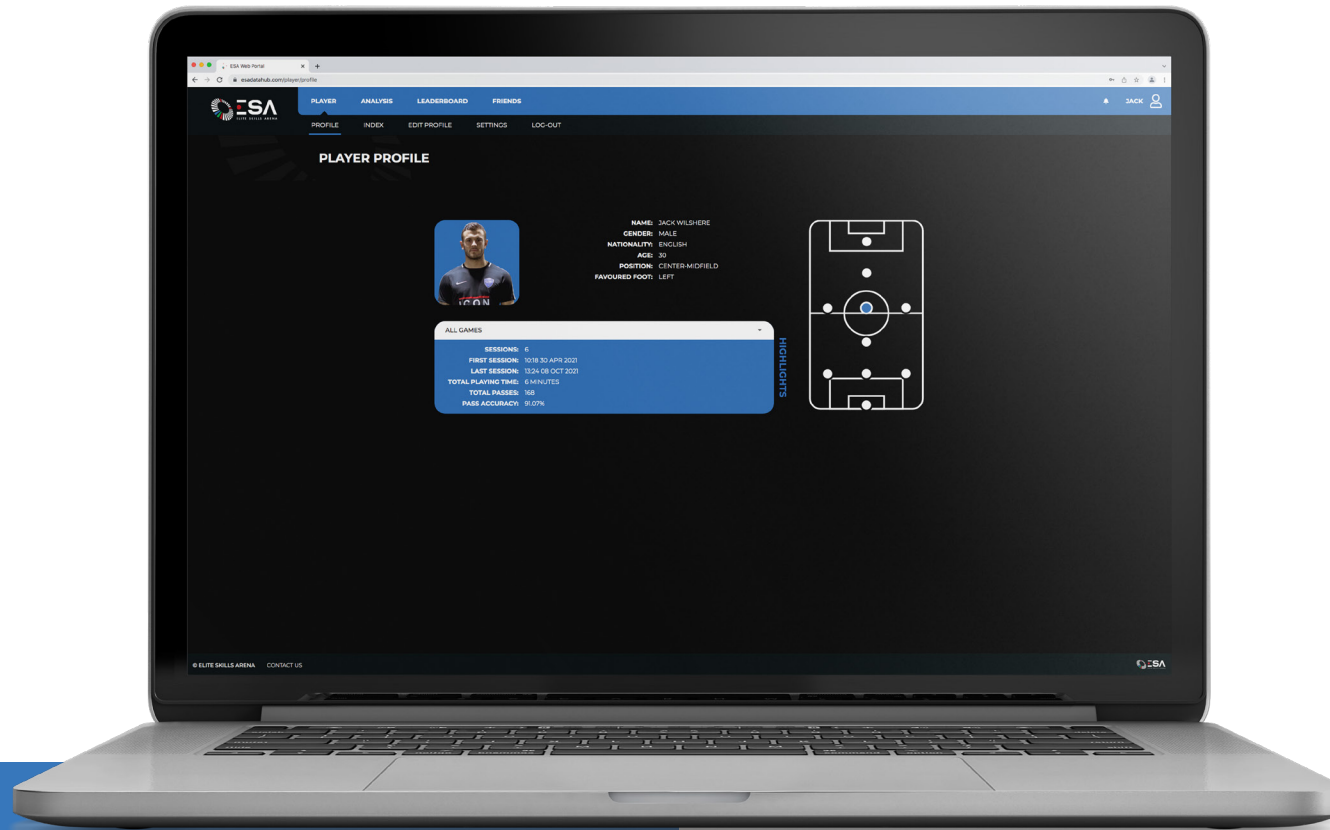 ESA Web Portal
esadatahub.com/player/profile
ESA
ELITE SKILLS ARENA
PLAYER ANALYSIS LEADERBOARD FRIENDS
JACK
PROFILE INDEX EDIT PROFILE SETTINGS LOG-OUT
PLAYER PROFILE
NAME: JACK WILSHERE
GENDER: MALE
NATIONALITY: ENGLISH
AGE: 30
POSITION: CENTER-MIDFIELD
FAVOURED FOOT: LEFT
ICON
ALL GAMES
SESSIONS: 6
FIRST SESSION: 10:18 30 APR 2021
LAST SESSION: 13:24 08 OCT 2021
TOTAL PLAYING TIME: 6 MINUTES
TOTAL PASSES: 168
PASS ACCURACY: 91.07%
HIGHLIGHTS
© ELITE SKILLS ARENA CONTACT US
ESA